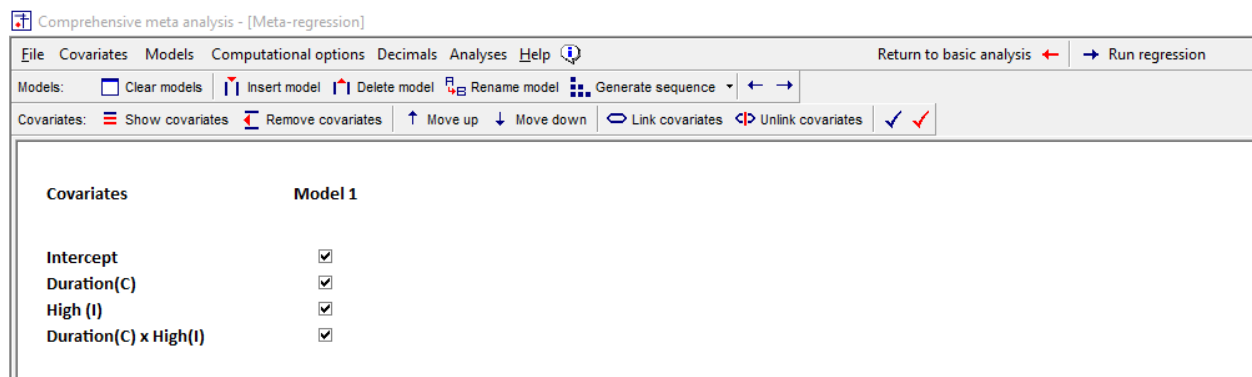 Comprehensive meta analysis - [Meta-regression]
File Covariates Models Computational options Decimals Analyses Help Return to basic analysis Run regression
Models: Clear models Insert model Delete model Rename model Generate sequence
Covariates: Show covariates Remove covariates Move up Move down Link covariates Unlink covariates
Covariates Model 1
Intercept
Duration(C)
High (I)
Duration(C) x High(I)